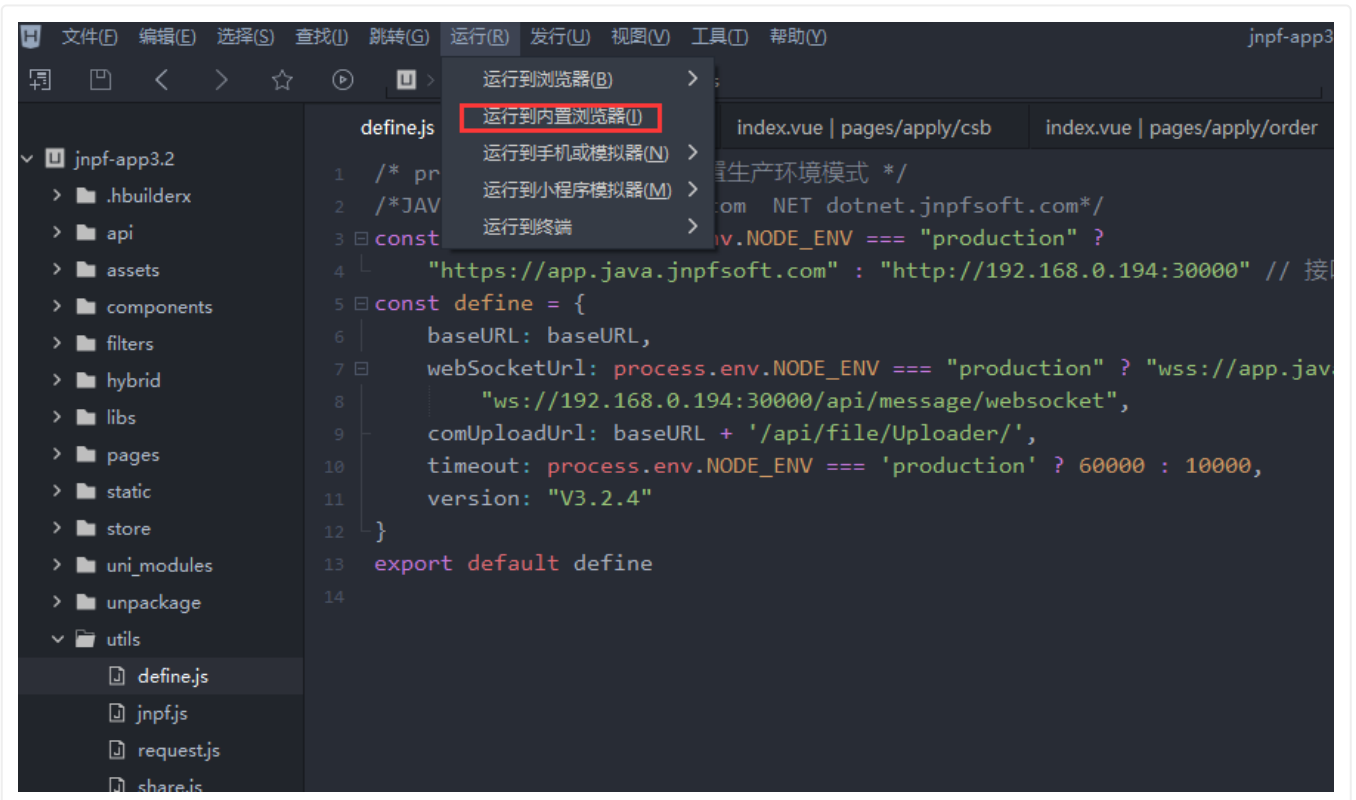 文件(F) 编辑(E) 选择(S) 查找(I) 跳转(G) 运行(R) 发行(U) 视图(V) 工具(T) 帮助(Y) jnpf-app3
运行到浏览器(B)
运行到内置浏览器(I)
运行到手机或模拟器(N)
运行到小程序模拟器(M)
运行到终端
define.js index.vue | pages/apply/csb index.vue | pages/apply/order
jnpf-app3.2
.hbuilderx
api
assets
components
filters
hybrid
libs
pages
static
store
uni_modules
unpackage
utils
define.js
jnpf.js
request.js
share.js
1 /* pr 置生产环境模式 */
2 /*JAV om NET dotnet.jnpfsoft.com*/
3 const v.NODE_ENV === "production" ?
4 "https://app.java.jnpfsoft.com" : "http://192.168.0.194:30000" // 接
5 const define = {
6 baseURL: baseURL,
7 webSocketUrl: process.env.NODE_ENV === "production" ? "wss://app.jav
8 "ws://192.168.0.194:30000/api/message/websocket",
9 comUploadUrl: baseURL + '/api/file/Uploader/',
10 timeout: process.env.NODE_ENV === 'production' ? 60000 : 10000,
11 version: "V3.2.4"
12 }
13 export default define
14